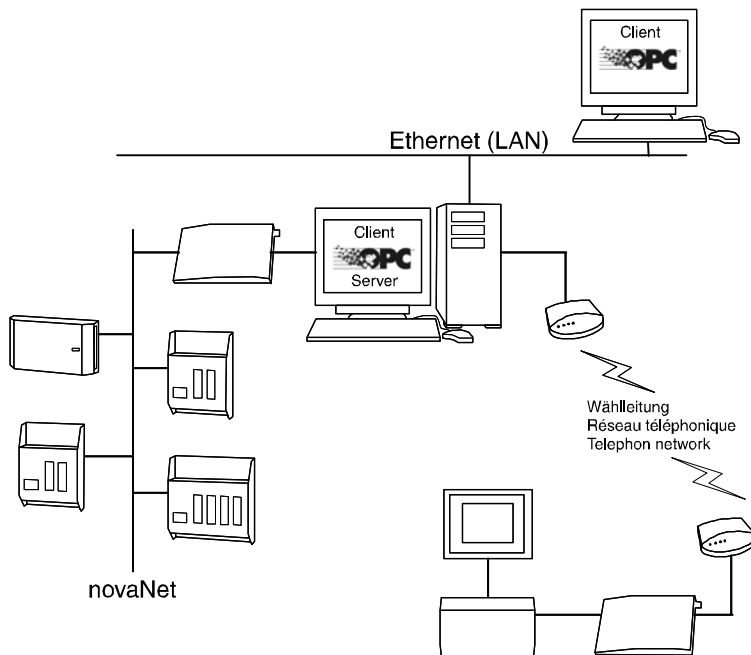 Client
OPC
Ethernet (LAN)
Client
OPC
Server
Wählleitung
Réseau téléphonique
Telephon network
novaNet